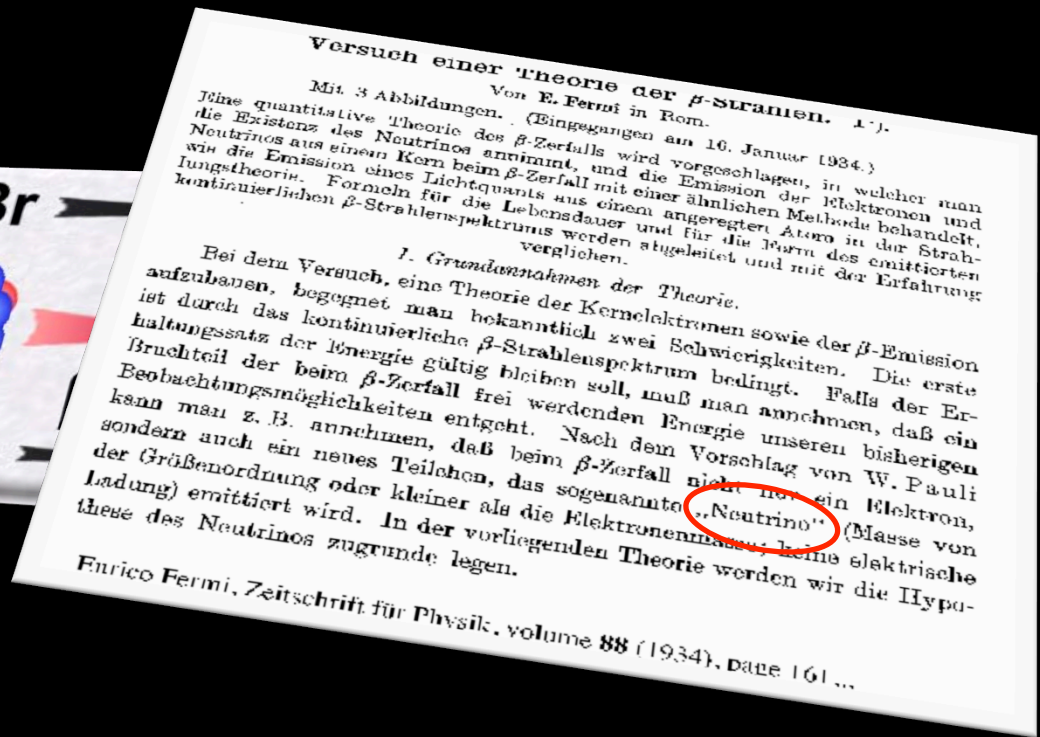 Br
Versuch einer Theorie der β-Strahlen. I¹).
Von E. Fermi in Rom.
Mit 3 Abbildungen. (Eingegangen am 16. Januar 1934.)
Eine quantitative Theorie des β-Zerfalls wird vorgeschlagen, in welcher man
die Existenz des Neutrinos annimmt, und die Emission der Elektronen und
Neutrinos aus einem Kern beim β-Zerfall mit einer ähnlichen Methode behandelt,
wie die Emission eines Lichtquants aus einem angeregten Atom in der Strah-
lungstheorie. Formeln für die Lebensdauer und für die Form des emittierten
kontinuierlichen β-Strahlenspektrums werden abgeleitet und mit der Erfahrung
verglichen.
1. Grundannahmen der Theorie.
Bei dem Versuch, eine Theorie der Kernelektronen sowie der β-Emission
aufzubauen, begegnet man bekanntlich zwei Schwierigkeiten. Die erste
ist durch das kontinuierliche β-Strahlenspektrum bedingt. Falls der Er-
haltungssatz der Energie gültig bleiben soll, muß man annehmen, daß ein
Bruchteil der beim β-Zerfall frei werdenden Energie unseren bisherigen
Beobachtungsmöglichkeiten entgeht. Nach dem Vorschlag von W. Pauli
kann man z. B. annehmen, daß beim β-Zerfall nicht nur ein Elektron,
sondern auch ein neues Teilchen, das sogenannte „Neutrino“ (Masse von
der Größenordnung oder kleiner als die Elektronenmasse; keine elektrische
Ladung) emittiert wird. In der vorliegenden Theorie werden wir die Hypo-
these des Neutrinos zugrunde legen.
Enrico Fermi, Zeitschrift für Physik, volume 88 (1934), page 161 ...